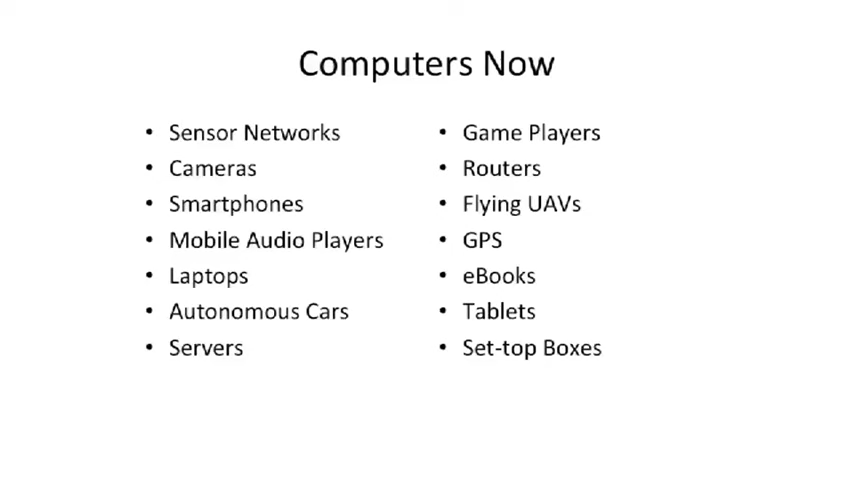 Computers Now
• Sensor Networks
• Cameras
• Smartphones
• Mobile Audio Players
• Laptops
• Autonomous Cars
• Servers
• Game Players
• Routers
• Flying UAVs
• GPS
• eBooks
• Tablets
• Set-top Boxes